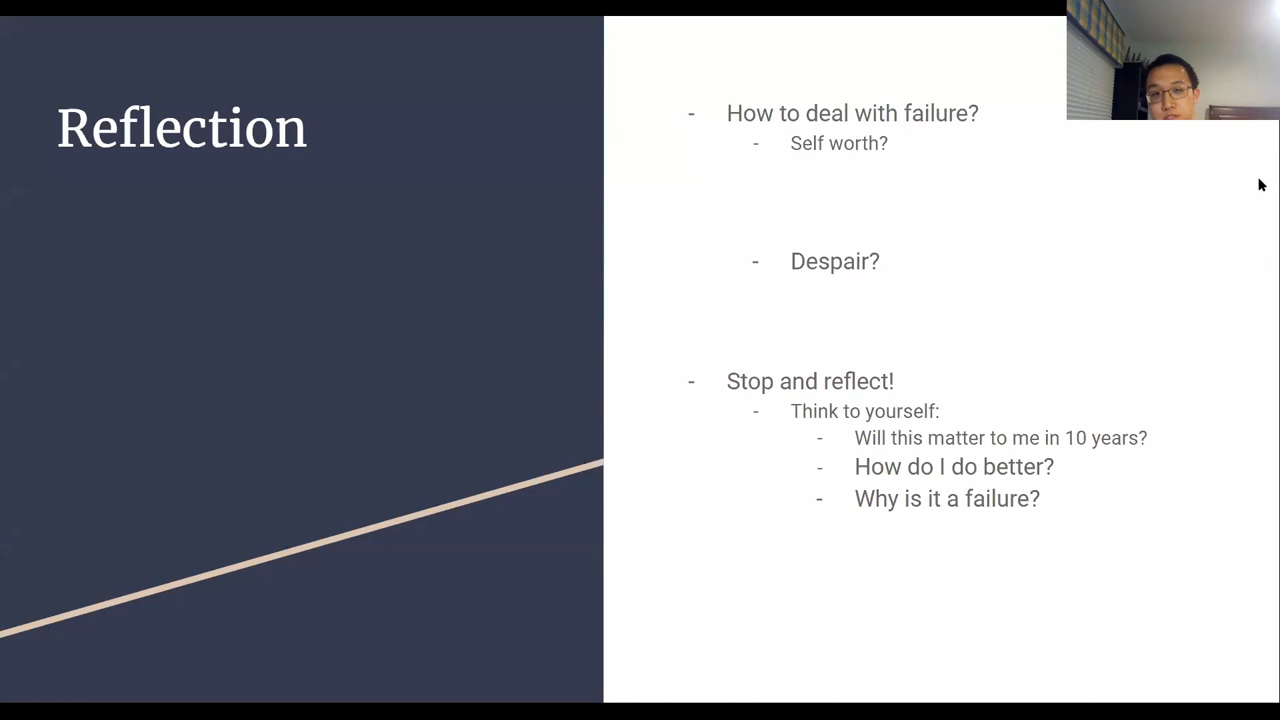 Reflection
- How to deal with failure?
- Self worth?
- Despair?
- Stop and reflect!
- Think to yourself:
- Will this matter to me in 10 years?
- How do I do better?
- Why is it a failure?